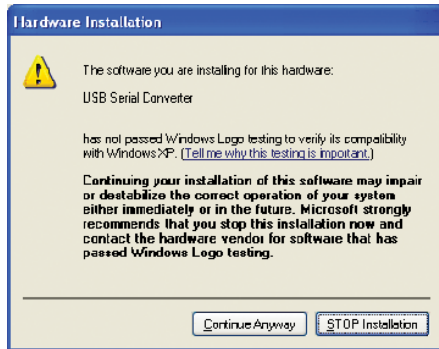 Hardware Installation
The software you are installing for this hardware:
USB Serial Converter
has not passed Windows Logo testing to verify its compatibility
with Windows XP. (Tell me why this testing is important.)
Continuing your installation of this software may impair
or destabilize the correct operation of your system
either immediately or in the future. Microsoft strongly
recommends that you stop this installation now and
contact the hardware vendor for software that has
passed Windows Logo testing.
Continue Anyway
STOP Installation